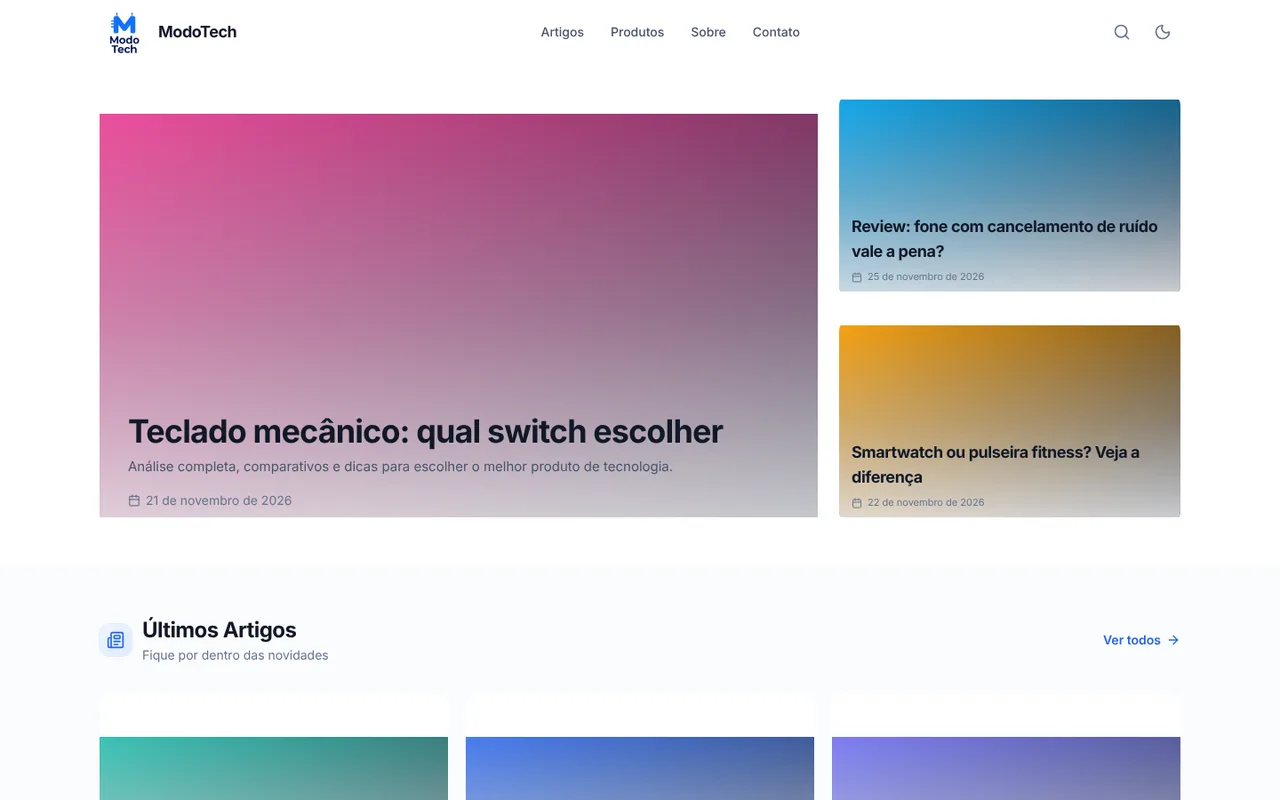 Modo
Tech
ModoTech
Artigos
Produtos
Sobre
Contato
Teclado mecânico: qual switch escolher
Análise completa, comparativos e dicas para escolher o melhor produto de tecnologia.
21 de novembro de 2026
Review: fone com cancelamento de ruído
vale a pena?
25 de novembro de 2026
Smartwatch ou pulseira fitness? Veja a
diferença
22 de novembro de 2026
Últimos Artigos
Fique por dentro das novidades
Ver todos